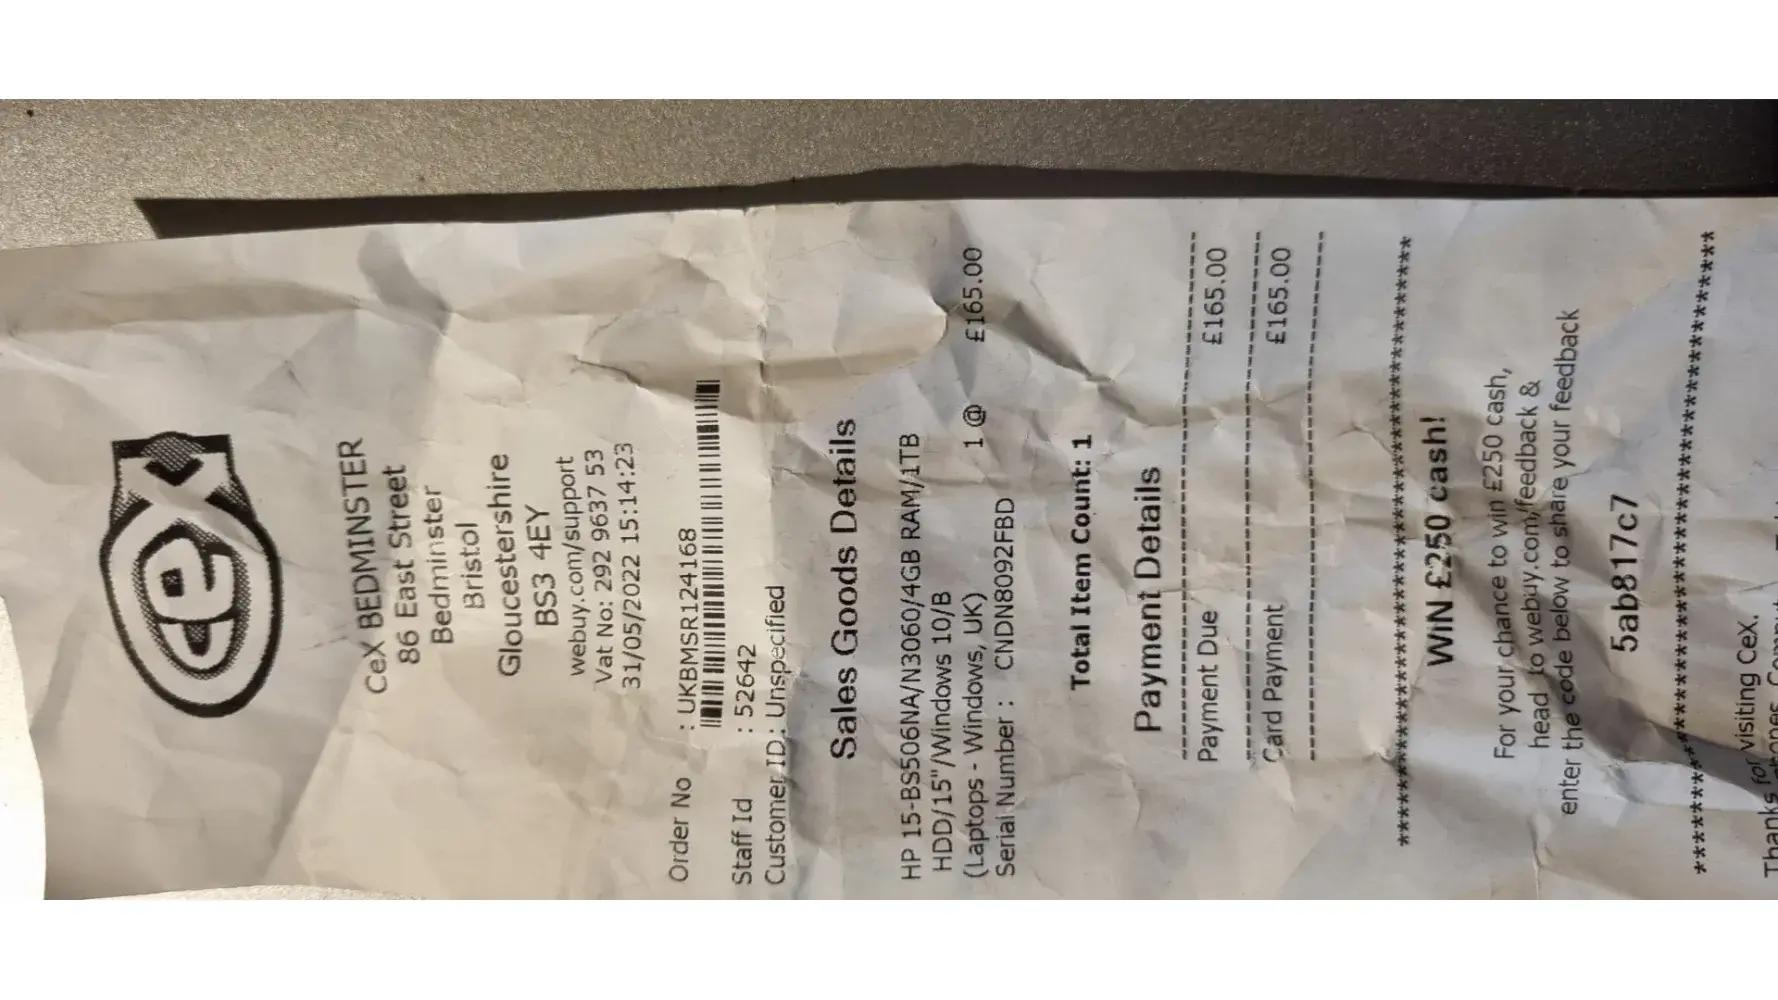 cex
CeX BEDMINSTER
86 East Street
Bedminster
Bristol
Gloucestershire
BS3 4EY
webuy.com/support
Vat No: 292 9637 53
31/05/2022 15:14:23
Order No : UKBMSR124168
Staff Id : 52642
Customer ID: Unspecified
Sales Goods Details
HP 15-BS506NA/N3060/4GB RAM/1TB
HDD/15"/Windows 10/B
(Laptops - Windows, UK) 1 @ £165.00
Serial Number : CNDN8092FBD
Total Item Count: 1
Payment Details
Payment Due £165.00
Card Payment £165.00
WIN £250 cash!
For your chance to win £250 cash,
head to webuy.com/feedback &
enter the code below to share your feedback
5ab817c7
Thanks for visiting CeX.